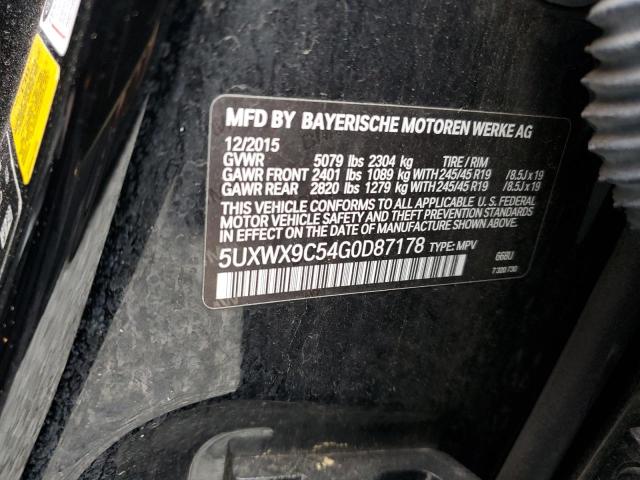 MFD BY BAYERISCHE MOTOREN WERKE AG
12/2015
GVWR 5079 lbs 2304 kg TIRE / RIM
GAWR FRONT 2401 lbs 1089 kg WITH 245/45 R19 /8.5J x 19
GAWR REAR 2820 lbs 1279 kg WITH 245/45 R19 /8.5J x 19
THIS VEHICLE CONFORMS TO ALL APPLICABLE U. S. FEDERAL
MOTOR VEHICLE SAFETY AND THEFT PREVENTION STANDARDS
IN EFFECT ON THE DATE OF MANUFACTURE SHOWN ABOVE.
5UXWX9C54G0D87178 TYPE: MPV 668U
7 320 730